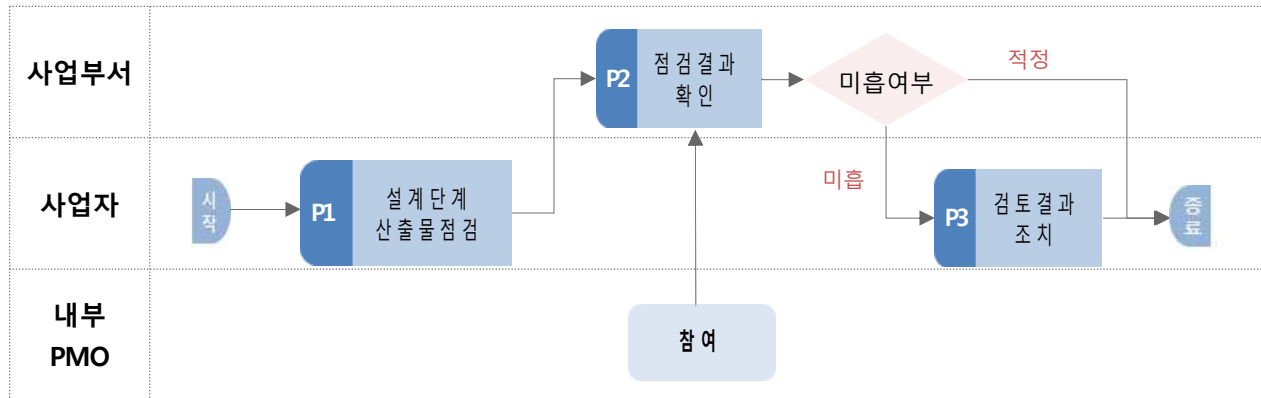 사업부서
P2
점검결과
확인
미흡여부
적정
사업자
시
작
P1
설계단계
산출물점검
미흡
P3
검토결과
조치
종
료
내부
PMO
참여